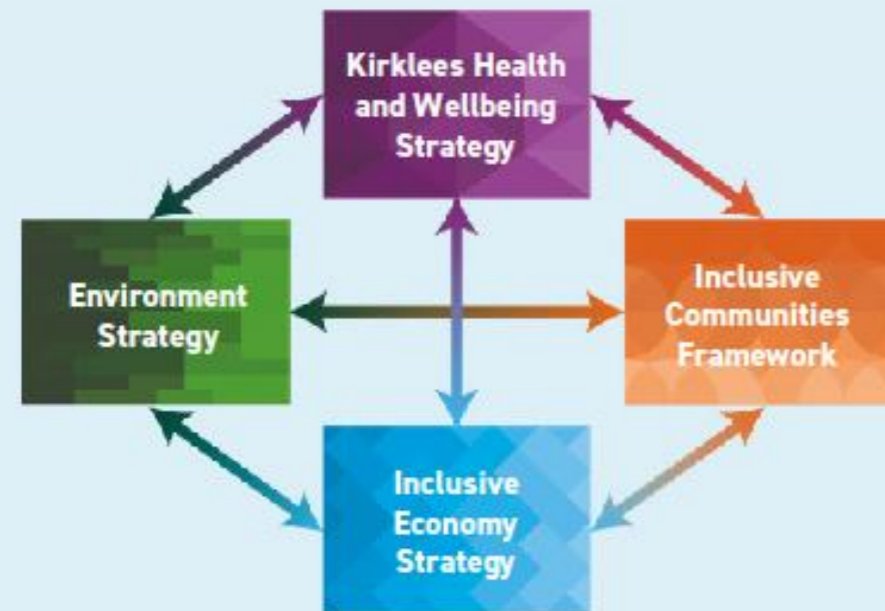 Kirklees Health
and Wellbeing
Strategy
Environment
Strategy
Inclusive
Communities
Framework
Inclusive
Economy
Strategy